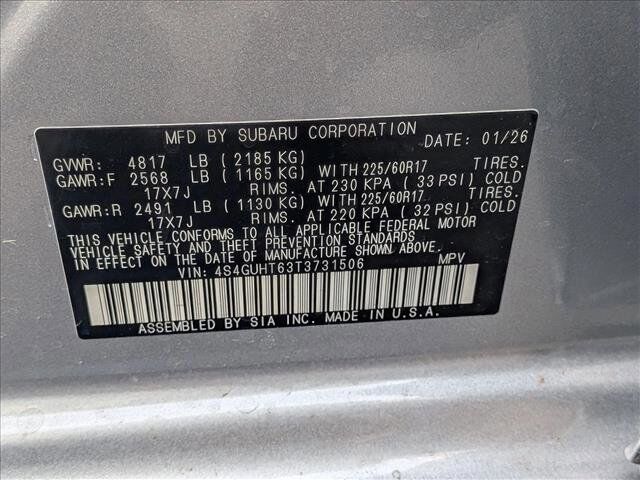 MFD BY SUBARU CORPORATION DATE: 01/26
GVWR: 4817 LB (2185 KG)
GAWR:F 2568 LB (1165 KG) WITH 225/60R17 TIRES.
17X7J RIMS. AT 230 KPA (33 PSI) COLD
GAWR:R 2491 LB (1130 KG) WITH 225/60R17 TIRES.
17X7J RIMS. AT 220 KPA (32 PSI) COLD
THIS VEHICLE CONFORMS TO ALL APPLICABLE FEDERAL MOTOR
VEHICLE SAFETY AND THEFT PREVENTION STANDARDS
IN EFFECT ON THE DATE OF MANUFACTURE SHOWN ABOVE.
VIN: 4S4GUHT63T3731506 MPV
ASSEMBLED BY SIA INC. MADE IN U.S.A.